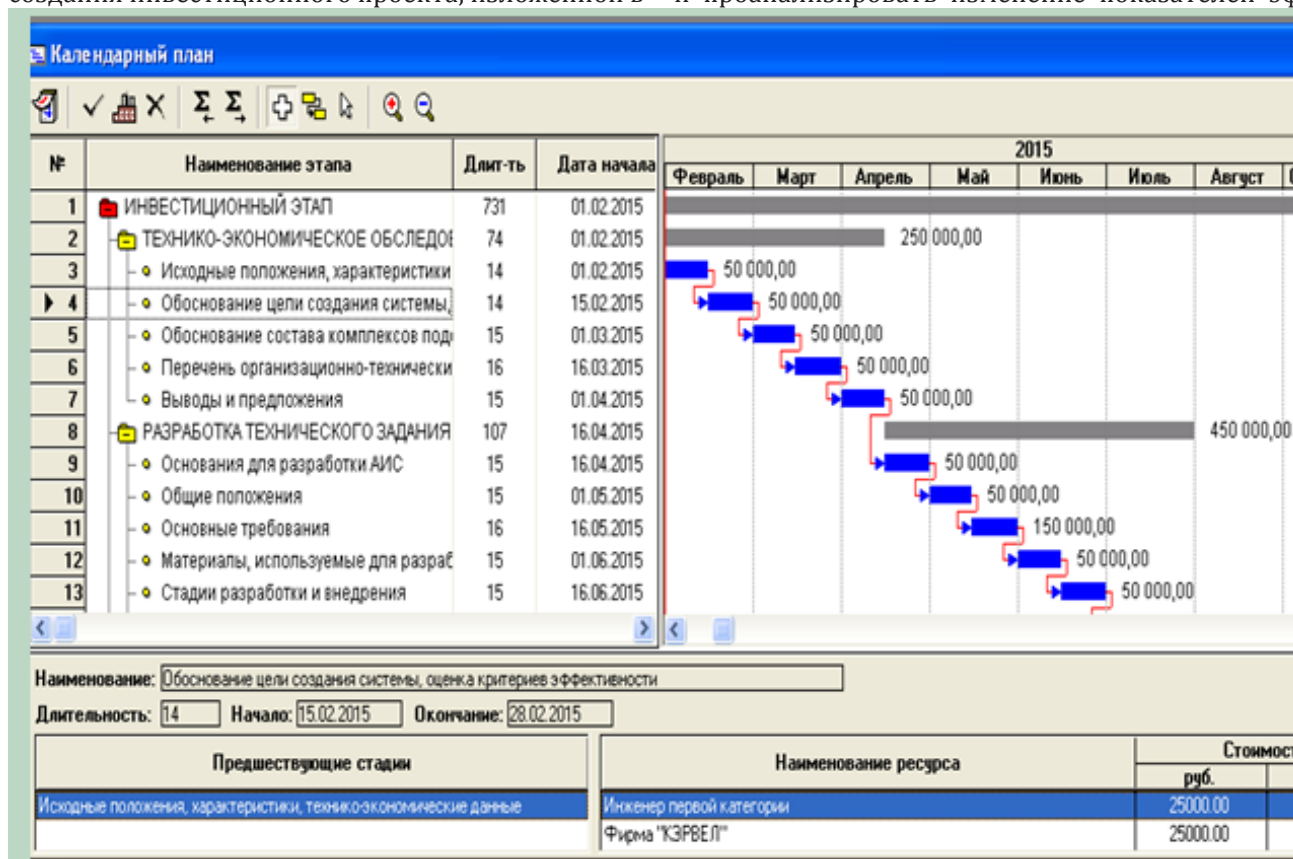 создания инвестиционного проекта, изложенной в и проанализировать изменение показателей
Календарный план
№ Наименование этапа Длит-ть Дата начала 2015
Февраль Март Апрель Май Июнь Июль Август
1 ИНВЕСТИЦИОННЫЙ ЭТАП 731 01.02.2015
2 ТЕХНИКО-ЭКОНОМИЧЕСКОЕ ОБСЛЕДО 74 01.02.2015 250 000,00
3 Исходные положения, характеристики 14 01.02.2015 50 000,00
4 Обоснование цели создания системы, 14 15.02.2015 50 000,00
5 Обоснование состава комплексов под 15 01.03.2015 50 000,00
6 Перечень организационно-технически 16 16.03.2015 50 000,00
7 Выводы и предложения 15 01.04.2015 50 000,00
8 РАЗРАБОТКА ТЕХНИЧЕСКОГО ЗАДАНИЯ 107 16.04.2015 450 000,00
9 Основания для разработки АИС 15 16.04.2015 50 000,00
10 Общие положения 15 01.05.2015 50 000,00
11 Основные требования 16 16.05.2015 150 000,00
12 Материалы, используемые для разраб 15 01.06.2015 50 000,00
13 Стадии разработки и внедрения 15 16.06.2015 50 000,00
Наименование: Обоснование цели создания системы, оценка критериев эффективности
Длительность: 14 Начало: 15.02.2015 Окончание: 28.02.2015
Предшествующие стадии Наименование ресурса Стоимос
руб.
Исходные положения, характеристики, технико-экономические данные Инженер первой категории 25000.00
Фирма "КЭРВЕЛ" 25000.00